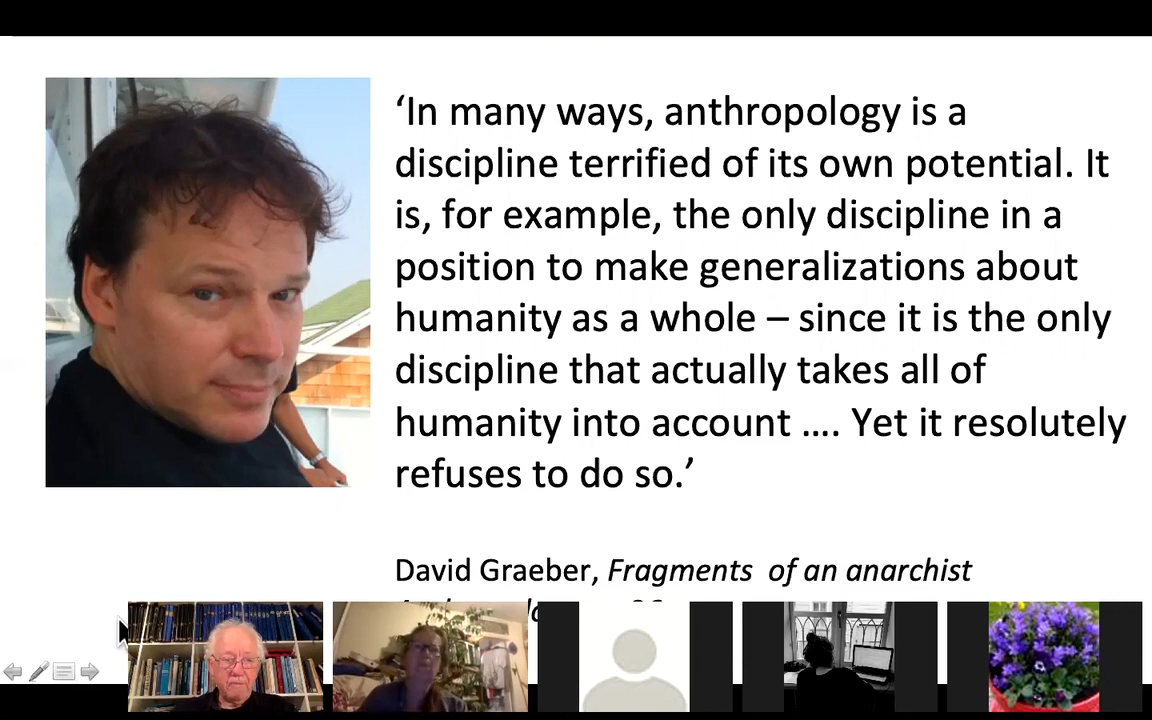 ‘In many ways, anthropology is a
discipline terrified of its own potential. It
is, for example, the only discipline in a
position to make generalizations about
humanity as a whole – since it is the only
discipline that actually takes all of
humanity into account …. Yet it resolutely
refuses to do so.’
David Graeber, Fragments of an anarchist